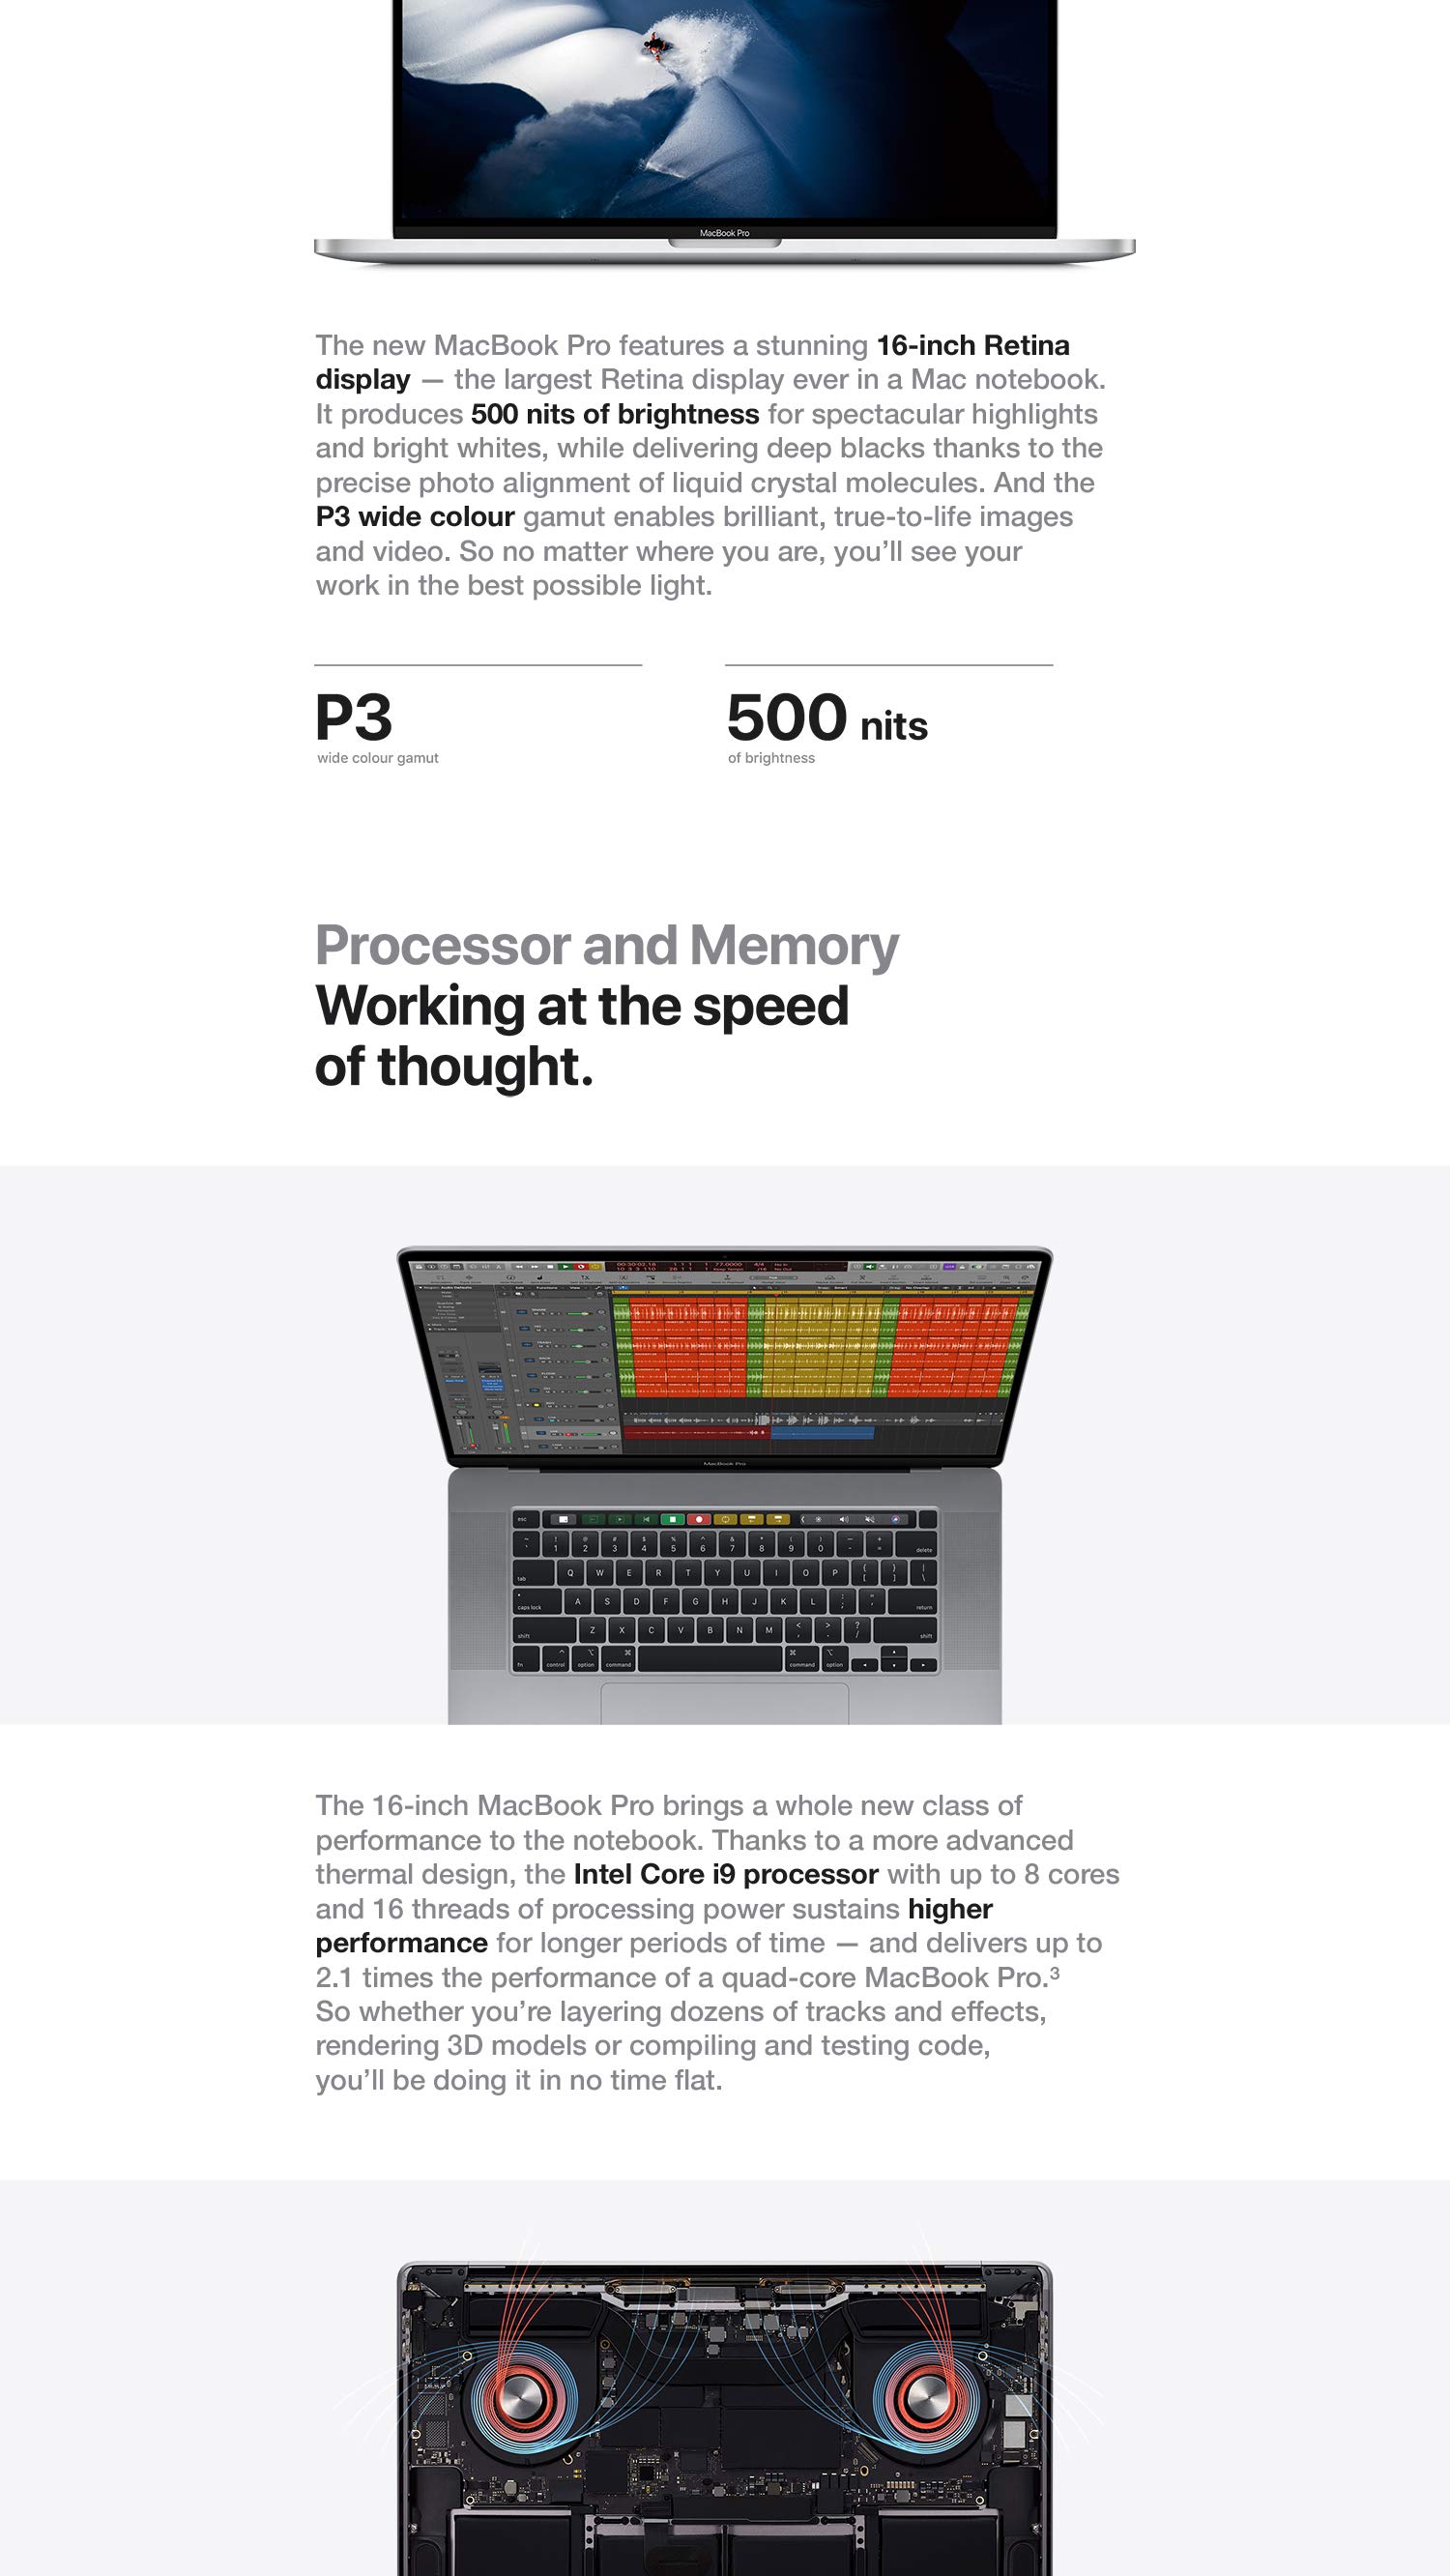 MacBook Pro
The new MacBook Pro features a stunning 16-inch Retina
display — the largest Retina display ever in a Mac notebook.
It produces 500 nits of brightness for spectacular highlights
and bright whites, while delivering deep blacks thanks to the
precise photo alignment of liquid crystal molecules. And the
P3 wide colour gamut enables brilliant, true-to-life images
and video. So no matter where you are, you’ll see your
work in the best possible light.
P3
wide colour gamut
500 nits
of brightness
Processor and Memory
Working at the speed
of thought.
MacBook Pro
esc
~ ! @ # $ % ^ & * ( ) — +
` 1 2 3 4 5 6 7 8 9 0 - = delete
tab Q W E R T Y U I O P { [ } ] | \
caps lock A S D F G H J K L : ; " ' return
shift Z X C V B N M < , > . ? / shift
fn control option command command option
The 16-inch MacBook Pro brings a whole new class of
performance to the notebook. Thanks to a more advanced
thermal design, the Intel Core i9 processor with up to 8 cores
and 16 threads of processing power sustains higher
performance for longer periods of time — and delivers up to
2.1 times the performance of a quad-core MacBook Pro.³
So whether you’re layering dozens of tracks and effects,
rendering 3D models or compiling and testing code,
you’ll be doing it in no time flat.